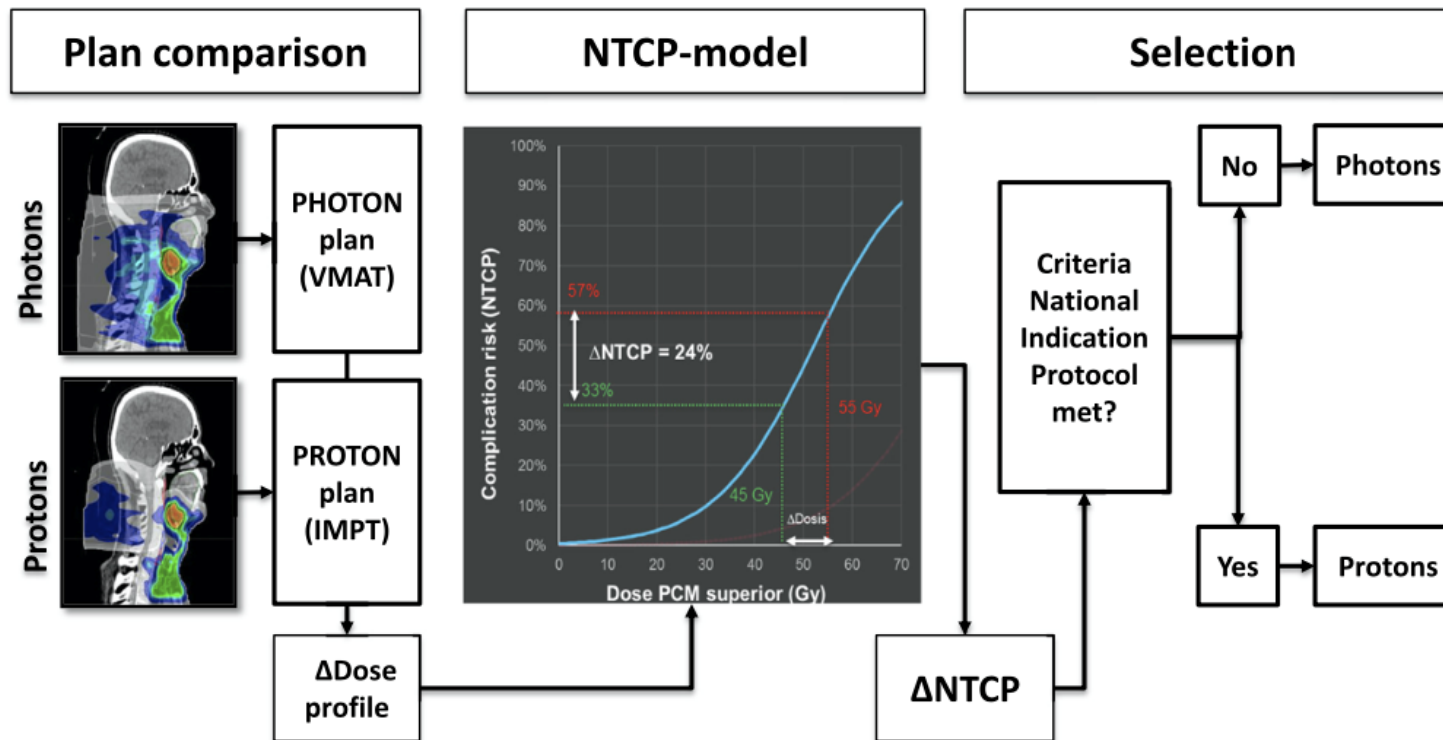 Plan comparison
NTCP-model
Selection
Photons
PHOTON
plan
(VMAT)
Protons
PROTON
plan
(IMPT)
ΔDose
profile
Complication risk (NTCP)
100%
90%
80%
70%
60%
50%
40%
30%
20%
10%
0%
57%
ΔNTCP = 24%
33%
55 Gy
45 Gy
ΔDosis
0
10
20
30
40
50
60
70
Dose PCM superior (Gy)
ΔNTCP
Criteria
National
Indication
Protocol
met?
No
Photons
Yes
Protons